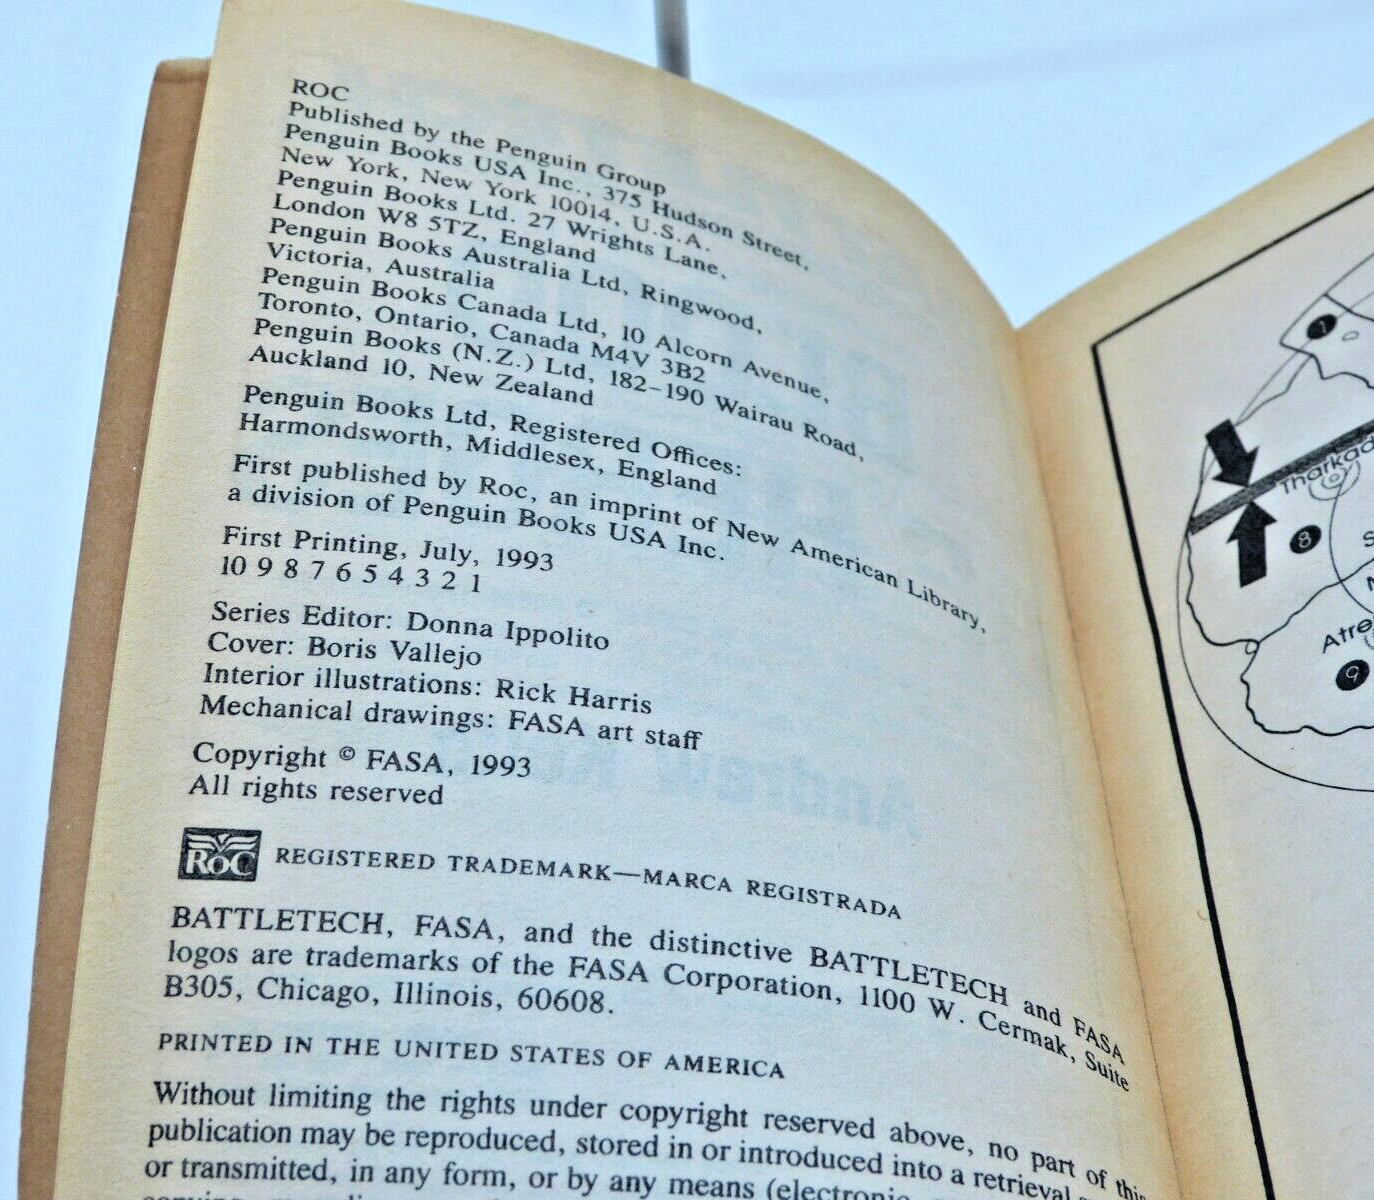 ROC
Published by the Penguin Group
Penguin Books USA Inc., 375 Hudson Street,
New York, New York 10014, U.S.A.
Penguin Books Ltd. 27 Wrights Lane,
London W8 5TZ, England
Penguin Books Australia Ltd, Ringwood,
Victoria, Australia
Penguin Books Canada Ltd, 10 Alcorn Avenue,
Toronto, Ontario, Canada M4V 3B2
Penguin Books (N.Z.) Ltd, 182–190 Wairau Road,
Auckland 10, New Zealand
Penguin Books Ltd, Registered Offices:
Harmondsworth, Middlesex, England
First published by Roc, an imprint of New American Library,
a division of Penguin Books USA Inc.
First Printing, July, 1993
10 9 8 7 6 5 4 3 2 1
Series Editor: Donna Ippolito
Cover: Boris Vallejo
Interior illustrations: Rick Harris
Mechanical drawings: FASA art staff
Copyright © FASA, 1993
All rights reserved
ROC REGISTERED TRADEMARK—MARCA REGISTRADA
BATTLETECH, FASA, and the distinctive BATTLETECH and FASA
logos are trademarks of the FASA Corporation, 1100 W. Cermak, Suite
B305, Chicago, Illinois, 60608.
PRINTED IN THE UNITED STATES OF AMERICA
Without limiting the rights under copyright reserved above, no part of this
publication may be reproduced, stored in or introduced into a retrieval
or transmitted, in any form, or by any means (electronic,
1
Tharkad
8
Atre
9